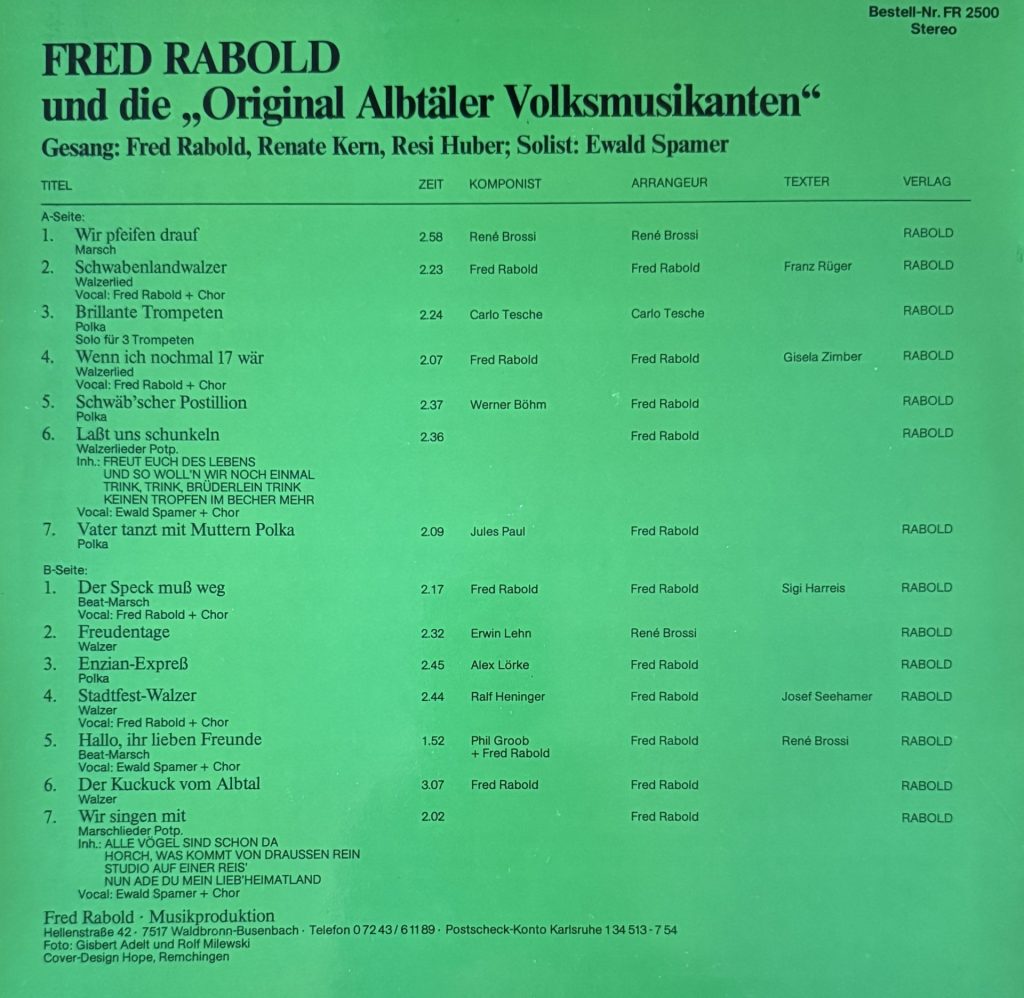 Bestell-Nr. FR 2500
Stereo
FRED RABOLD
und die „Original Albtäler Volksmusikanten“
Gesang: Fred Rabold, Renate Kern, Resi Huber; Solist: Ewald Spamer
TITEL ZEIT KOMPONIST ARRANGEUR TEXTER VERLAG
A-Seite:
1. Wir pfeifen drauf 2.58 René Brossi René Brossi RABOLD
Marsch
2. Schwabenlandwalzer 2.23 Fred Rabold Fred Rabold Franz Rüger RABOLD
Walzerlied
Vocal: Fred Rabold + Chor
3. Brillante Trompeten 2.24 Carlo Tesche Carlo Tesche RABOLD
Polka
Solo für 3 Trompeten
4. Wenn ich nochmal 17 wär 2.07 Fred Rabold Fred Rabold Gisela Zimber RABOLD
Walzerlied
Vocal: Fred Rabold + Chor
5. Schwäb'scher Postillion 2.37 Werner Böhm Fred Rabold RABOLD
Polka
6. Laßt uns schunkeln 2.36 Fred Rabold RABOLD
Walzerlieder Potp.
Inh.: FREUT EUCH DES LEBENS
UND SO WOLL'N WIR NOCH EINMAL
TRINK, TRINK, BRÜDERLEIN TRINK
KEINEN TROPFEN IM BECHER MEHR
Vocal: Ewald Spamer + Chor
7. Vater tanzt mit Muttern Polka 2.09 Jules Paul Fred Rabold RABOLD
Polka
B-Seite:
1. Der Speck muß weg 2.17 Fred Rabold Fred Rabold Sigi Harreis RABOLD
Beat-Marsch
Vocal: Fred Rabold + Chor
2. Freudentage 2.32 Erwin Lehn René Brossi RABOLD
Walzer
3. Enzian-Expreß 2.45 Alex Lörke Fred Rabold RABOLD
Polka
4. Stadtfest-Walzer 2.44 Ralf Heninger Fred Rabold Josef Seehamer RABOLD
Walzer
Vocal: Fred Rabold + Chor
5. Hallo, ihr lieben Freunde 1.52 Phil Groob Fred Rabold René Brossi RABOLD
Beat-Marsch + Fred Rabold
Vocal: Ewald Spamer + Chor
6. Der Kuckuck vom Albtal 3.07 Fred Rabold Fred Rabold RABOLD
Walzer
7. Wir singen mit 2.02 Fred Rabold RABOLD
Marschlieder Potp.
Inh.: ALLE VÖGEL SIND SCHON DA
HORCH, WAS KOMMT VON DRAUSSEN REIN
STUDIO AUF EINER REIS'
NUN ADE DU MEIN LIEB'HEIMATLAND
Vocal: Ewald Spamer + Chor
Fred Rabold · Musikproduktion
Hellenstraße 42 · 7517 Waldbronn-Busenbach · Telefon 0 72 43 / 6 11 89 · Postscheck-Konto Karlsruhe 1 34 513 - 7 54
Foto: Gisbert Adelt und Rolf Milewski
Cover-Design Hope, Remchingen